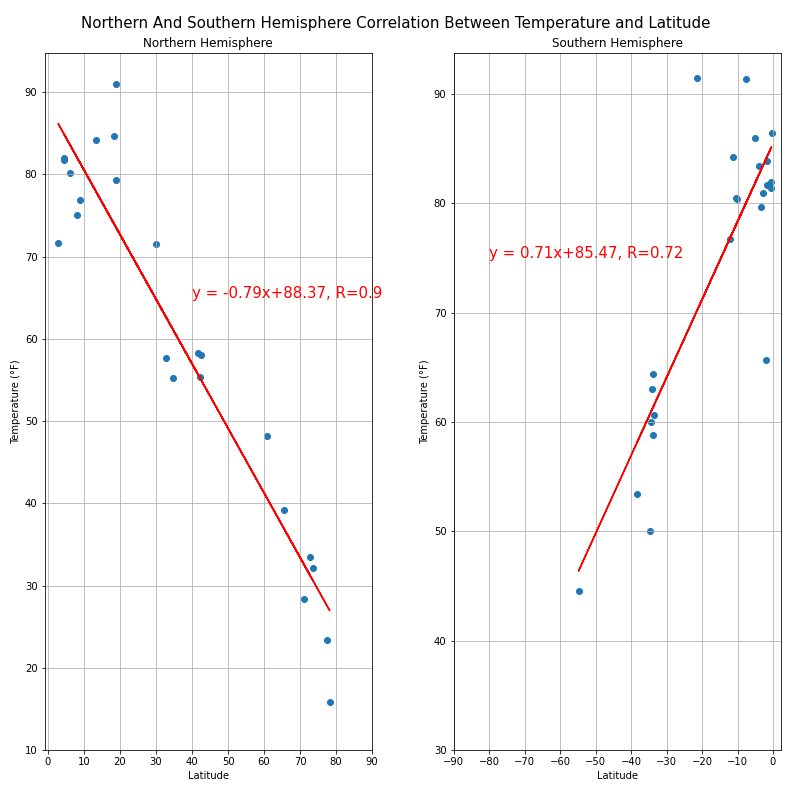 Northern And Southern Hemisphere Correlation Between Temperature and Latitude
Northern Hemisphere
90
80
70
60
50
40
30
20
10
Temperature (°F)
y = -0.79x+88.37, R=0.9
0 10 20 30 40 50 60 70 80 90
Latitude
Southern Hemisphere
90
80
70
60
50
40
30
Temperature (°F)
y = 0.71x+85.47, R=0.72
−90 −80 −70 −60 −50 −40 −30 −20 −10 0
Latitude